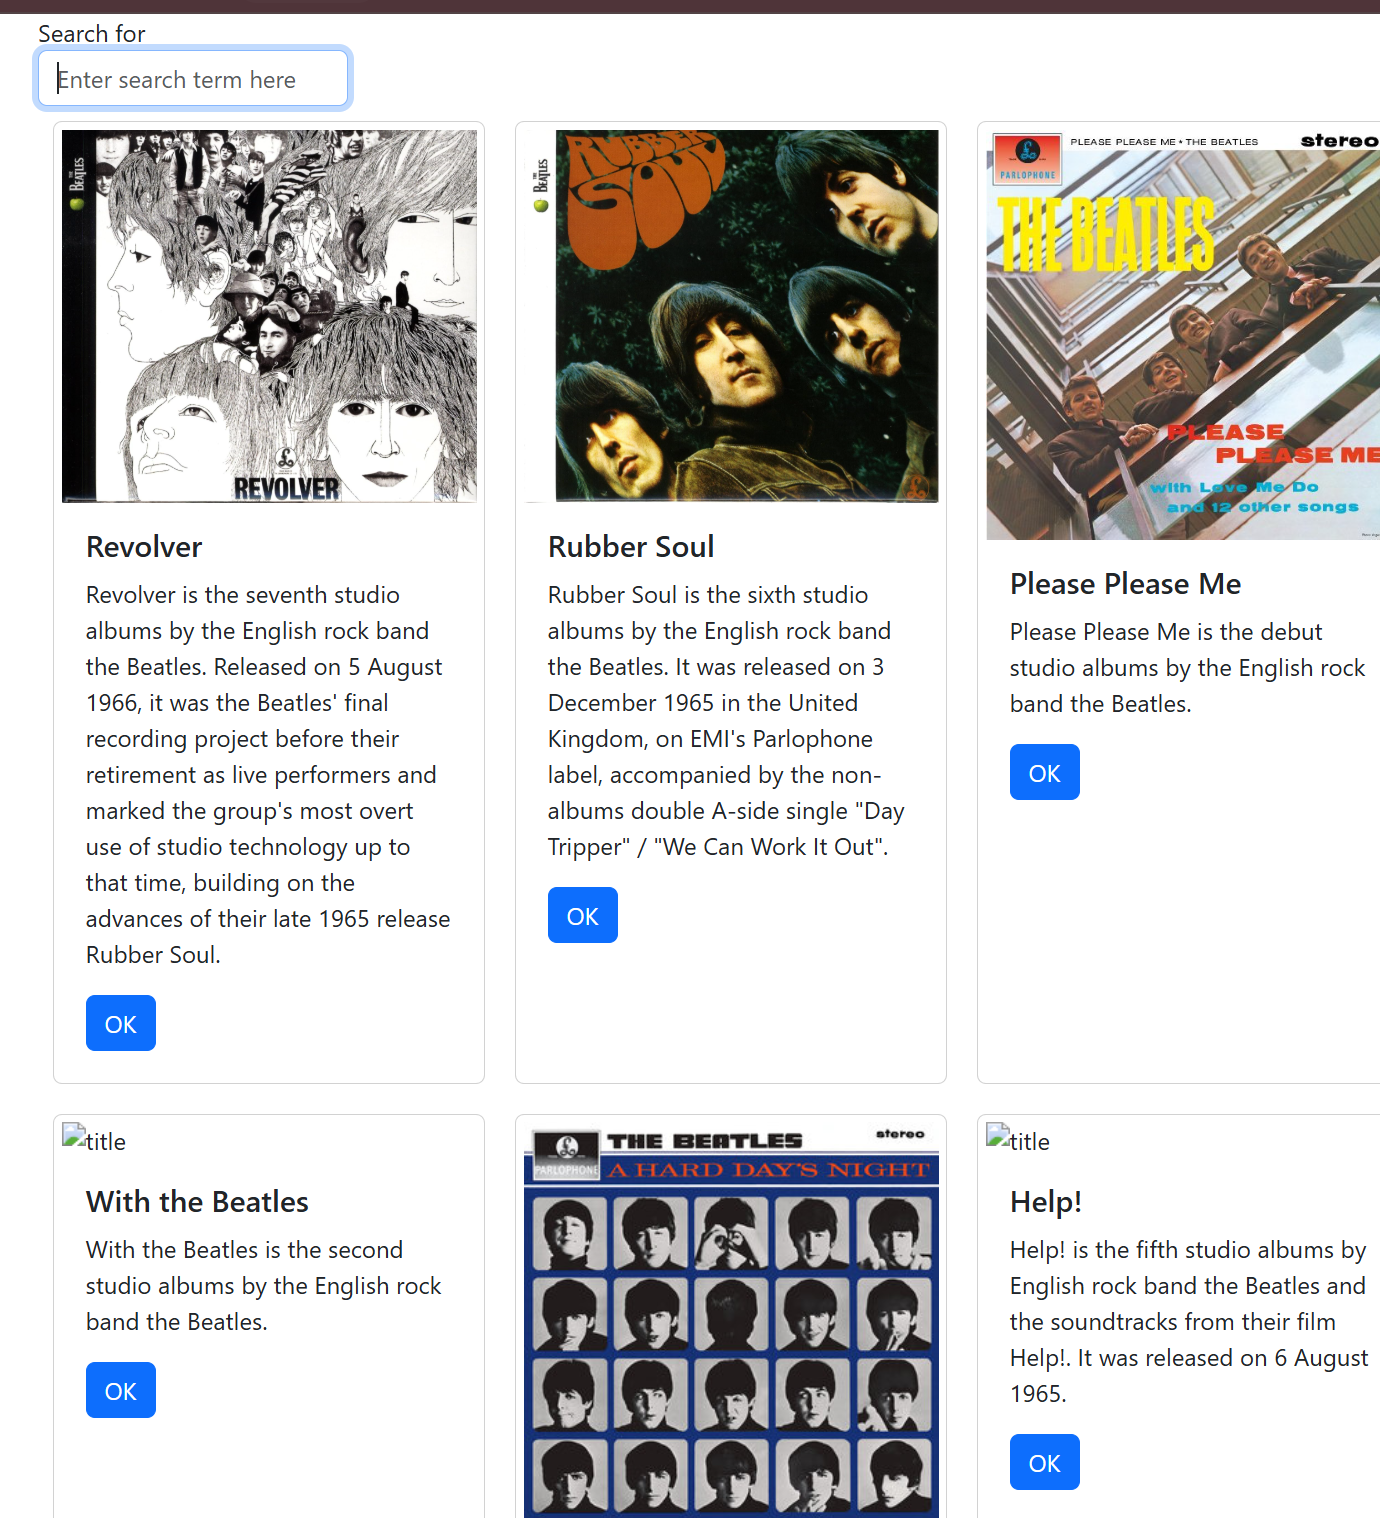 Search for
Enter search term here
THE BEATLES
REVOLVER
Revolver
Revolver is the seventh studio
albums by the English rock band
the Beatles. Released on 5 August
1966, it was the Beatles' final
recording project before their
retirement as live performers and
marked the group's most overt
use of studio technology up to
that time, building on the
advances of their late 1965 release
Rubber Soul.
OK
THE BEATLES
RUBBER
SOUL
Rubber Soul
Rubber Soul is the sixth studio
albums by the English rock band
the Beatles. It was released on 3
December 1965 in the United
Kingdom, on EMI's Parlophone
label, accompanied by the non-
albums double A-side single "Day
Tripper" / "We Can Work It Out".
OK
PLEASE PLEASE ME • THE BEATLES
stereo
PARLOPHONE
THE BEATLES
PLEASE
PLEASE ME
with Love Me Do
and 12 other songs
Please Please Me
Please Please Me is the debut
studio albums by the English rock
band the Beatles.
OK
title
With the Beatles
With the Beatles is the second
studio albums by the English rock
band the Beatles.
OK
THE BEATLES
stereo
PARLOPHONE
A HARD DAY'S NIGHT
title
Help!
Help! is the fifth studio albums by
English rock band the Beatles and
the soundtracks from their film
Help!. It was released on 6 August
1965.
OK